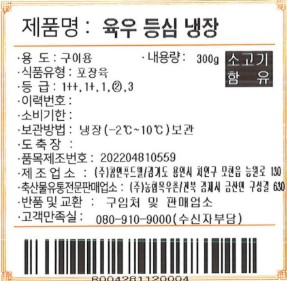 제품명 : 육우 등심 냉장
·용 도 : 구이용 ·내용량 : 300g 소고기 함 유
·식품유형 : 포장육
·등 급 : 1++, 1+, 1, ②, 3
·이력번호 :
·소비기한 :
·보관방법 : 냉장(-2℃~10℃)보관
·도 축 장 :
·품목제조번호 : 202204810559
·제 조 업 소 : (주)팜앤푸드웰/경기도 용인시 처인구 모현읍 능원로 130
·축산물유통전문판매업소 : (주)농협목우촌/전북 김제시 금산면 구성길 630
·반품 및 교환 : 구입처 및 판매업소
·고객만족실 : 080-910-9000(수신자부담)
8004281120004